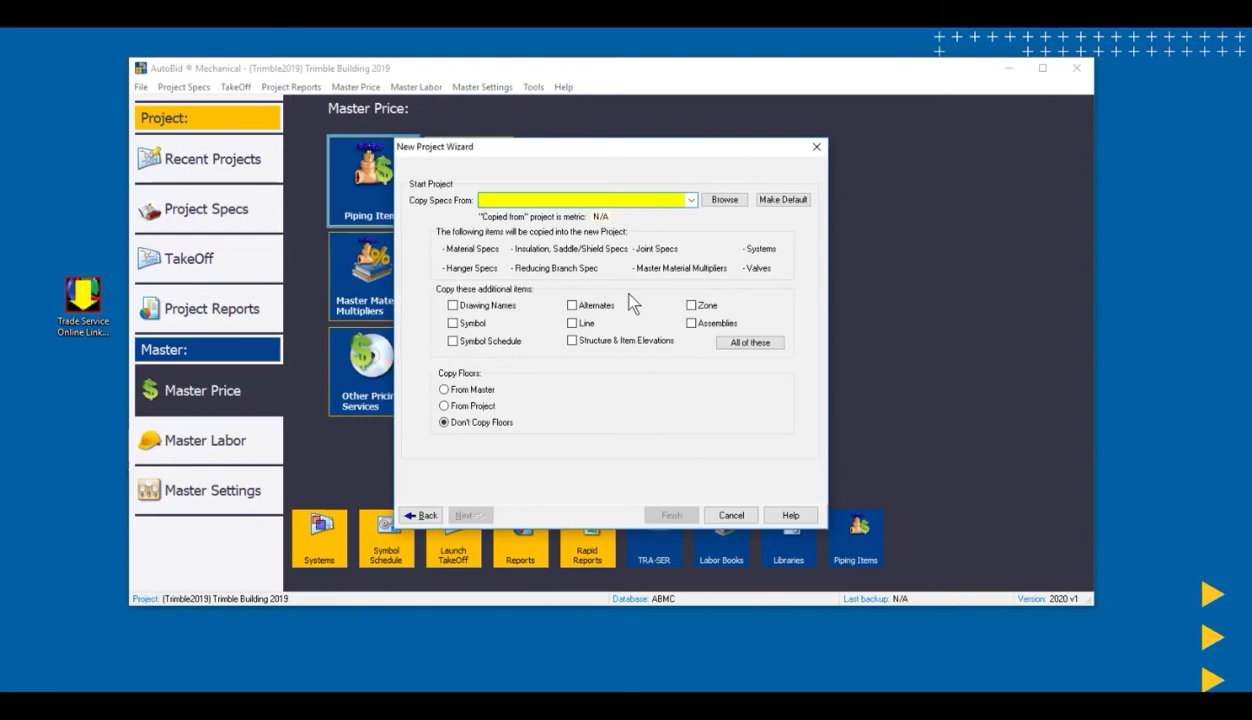 AutoBid ® Mechanical - (Trimble2019) Trimble Building 2019
File Project Specs TakeOff Project Reports Master Price Master Labor Master Settings Tools Help
Project:
Recent Projects
Project Specs
TakeOff
Project Reports
Master:
Master Price
Master Labor
Master Settings
Master Price:
Piping Item
Master Mate
Multipliers
Other Pricin
Services
New Project Wizard
Start Project
Copy Specs From:
Browse
Make Default
"Copied from" project is metric: N/A
The following items will be copied into the new Project:
- Material Specs - Insulation, Saddle/Shield Specs - Joint Specs - Systems
- Hanger Specs - Reducing Branch Spec - Master Material Multipliers - Valves
Copy these additional items:
Drawing Names Alternates Zone
Symbol Line Assemblies
Symbol Schedule Structure & Item Elevations All of these
Copy Floors:
From Master
From Project
Don't Copy Floors
Back Next Finish Cancel Help
Systems
Symbol
Schedule
Launch
TakeOff
Reports
Rapid
Reports
TRA-SER
Labor Books
Libraries
Piping Items
Project: (Trimble2019) Trimble Building 2019 Database: ABMC Last backup: N/A Version: 2020 v1
Trade Service
Online Link...